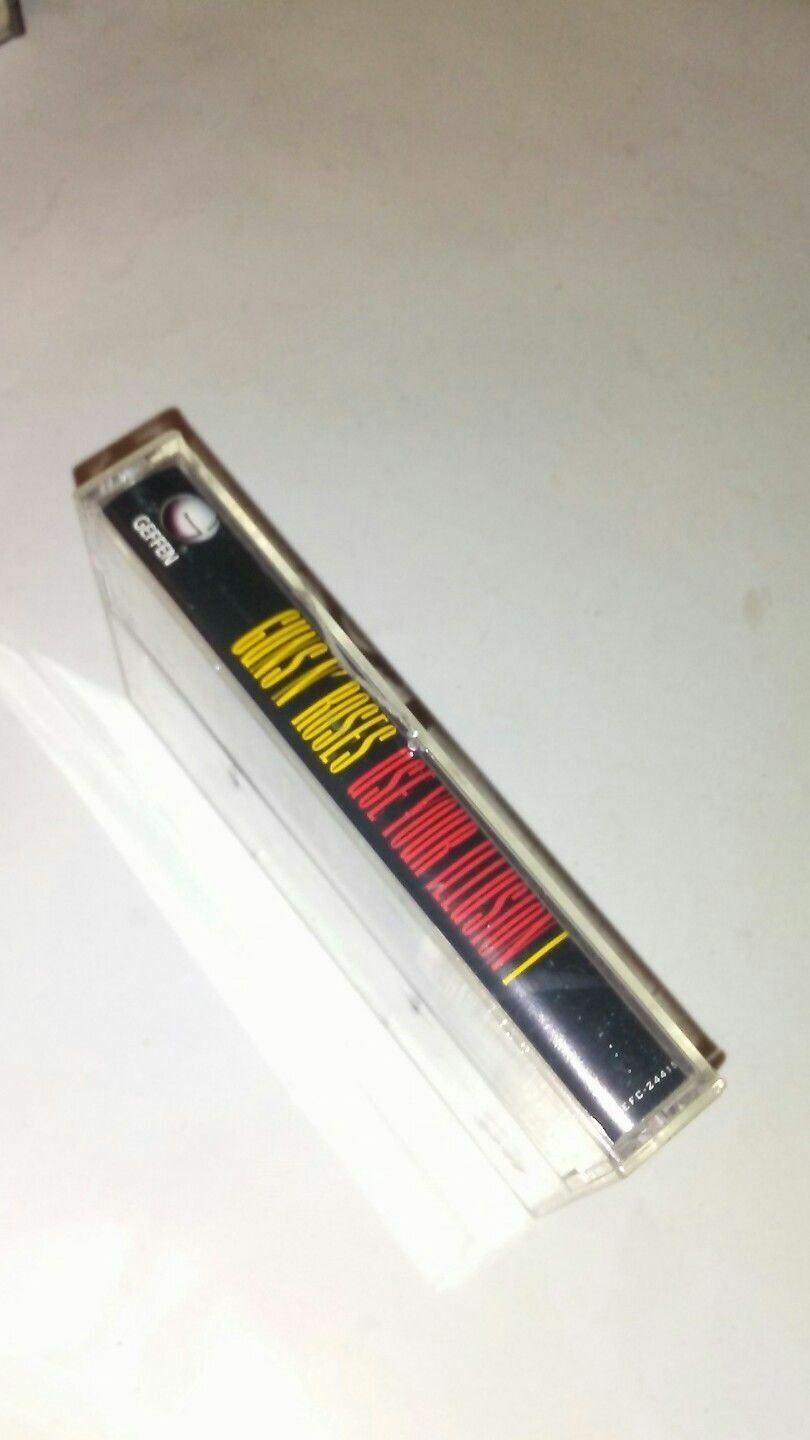 GEFFEN
GUNS N' ROSES USE YOUR ILLUSION I